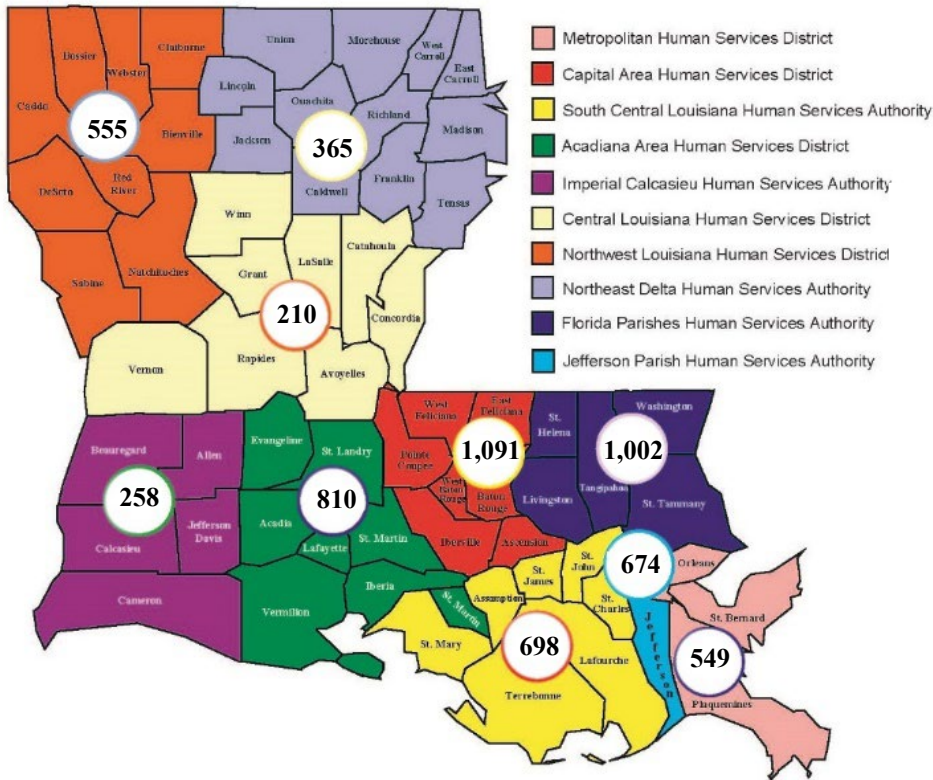 Union
Morehouse
West
Carroll
East
Carroll
Claiborne
Bossier
Webster
Caddo
Lincoln
Ouachita
Richland
Madison
Bienville
Jackson
555
365
Franklin
Caldwell
Tensas
DeSoto
Red
River
Winn
Catahoula
LaSalle
Grant
Natchitoches
Sabine
210
Concordia
Rapides
Vernon
Avoyelles
West
Feliciana
East Feliciana
Washington
St.
Helena
Evangeline
St. Landry
Beauregard
Allen
1,091
1,002
Pointe
Coupee
West
Baton
Rouge
Baton
Rouge
Livingston
Tangipahoa
St. Tammany
258
810
Acadia
Jefferson
Davis
Calcasieu
Lafayette
St. Martin
Iberville
Ascension
St.
John
674
Orleans
St.
James
Cameron
Vermilion
Iberia
St. Martin
Assumption
St.
Charles
Jefferson
St. Bernard
St. Mary
698
Lafourche
549
Terrebonne
Plaquemines
Metropolitan Human Services District
Capital Area Human Services District
South Central Louisiana Human Services Authority
Acadiana Area Human Services District
Imperial Calcasieu Human Services Authority
Central Louisiana Human Services District
Northwest Louisiana Human Services District
Northeast Delta Human Services Authority
Florida Parishes Human Services Authority
Jefferson Parish Human Services Authority